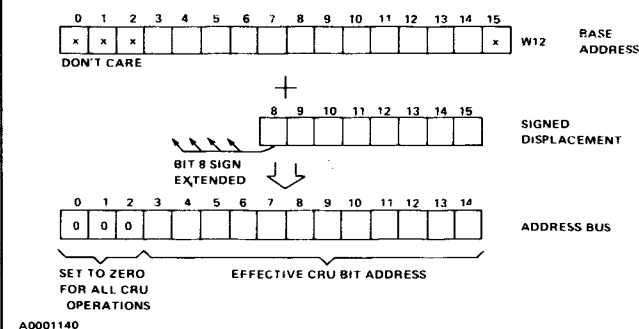 0 1 2 3 4 5 6 7 8 9 10 11 12 13 14 15
x x x x W12 BASE ADDRESS
DON'T CARE
+
8 9 10 11 12 13 14 15
SIGNED DISPLACEMENT
BIT 8 SIGN
EXTENDED
0 1 2 3 4 5 6 7 8 9 10 11 12 13 14
0 0 0 ADDRESS BUS
SET TO ZERO
FOR ALL CRU
OPERATIONS
EFFECTIVE CRU BIT ADDRESS
A0001140